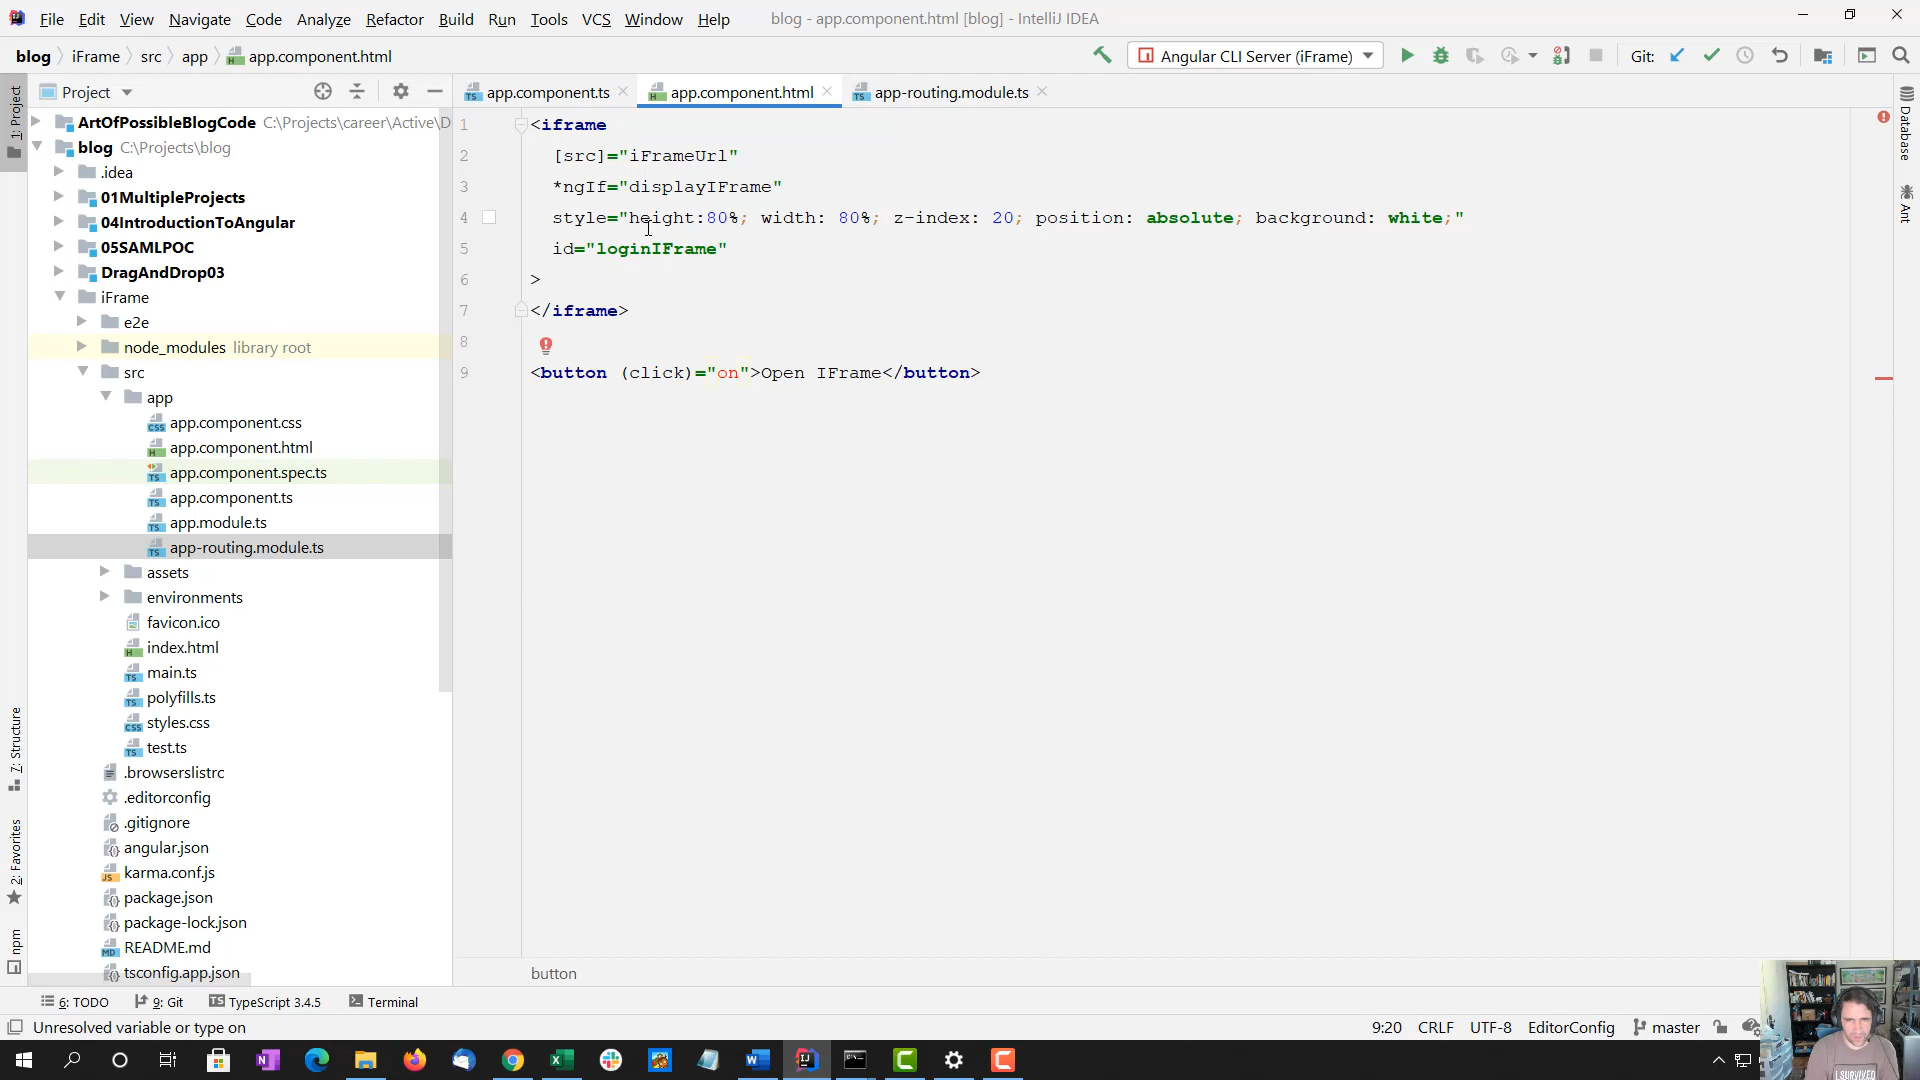 File Edit View Navigate Code Analyze Refactor Build Run Tools VCS Window Help blog - app.component.html [blog] - IntelliJ IDEA
blog iFrame src app app.component.html Angular CLI Server (iFrame) Git:
Project
app.component.ts app.component.html app-routing.module.ts
1: Project
ArtOfPossibleBlogCode C:\Projects\career\Active\D
blog C:\Projects\blog
.idea
01MultipleProjects
04IntroductionToAngular
05SAMLPOC
DragAndDrop03
iFrame
e2e
node_modules library root
src
app
app.component.css
app.component.html
app.component.spec.ts
app.component.ts
app.module.ts
app-routing.module.ts
assets
environments
favicon.ico
index.html
main.ts
polyfills.ts
styles.css
test.ts
.browserslistrc
.editorconfig
.gitignore
angular.json
karma.conf.js
package.json
package-lock.json
README.md
tsconfig.app.json
7: Structure
2: Favorites
npm
1 <iframe
2 [src]="iFrameUrl"
3 *ngIf="displayIFrame"
4 style="height:80%; width: 80%; z-index: 20; position: absolute; background: white;"
5 id="loginIFrame"
6 >
7 </iframe>
8
9 <button (click)="on">Open IFrame</button>
Database
Ant
button
6: TODO 9: Git TypeScript 3.4.5 Terminal
Unresolved variable or type on 9:20 CRLF UTF-8 EditorConfig master
I SURVIVED